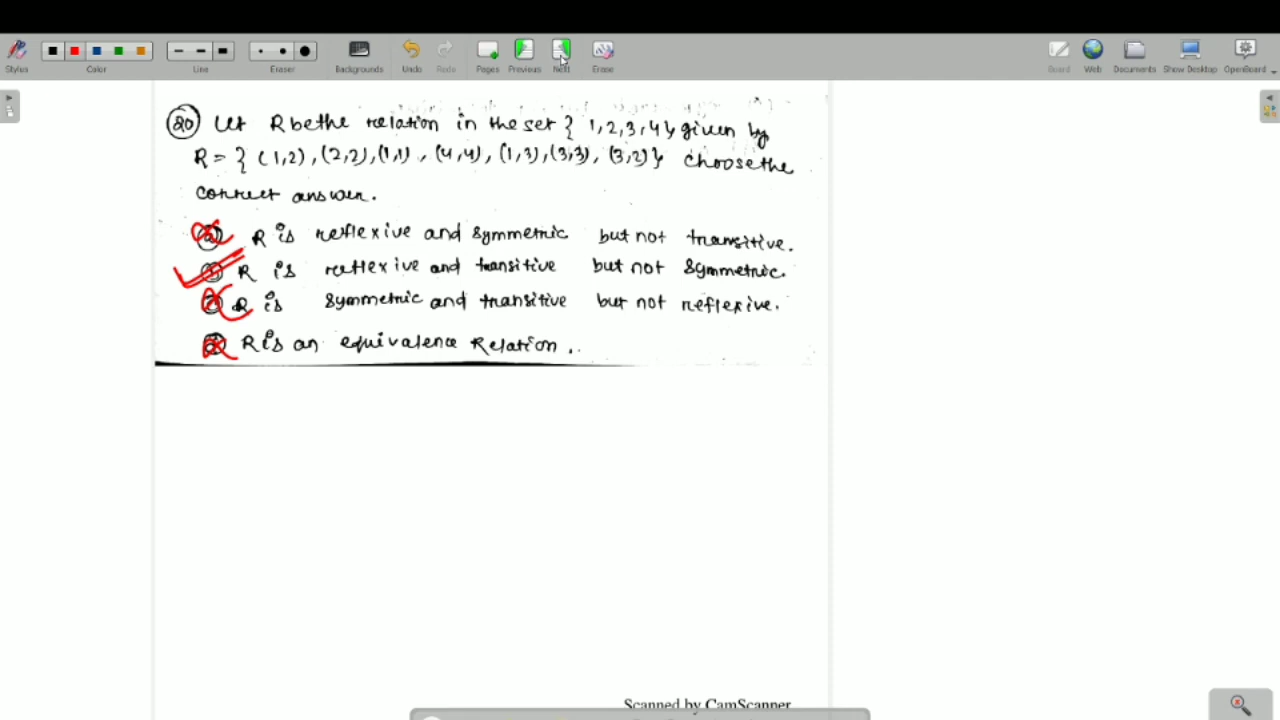 Styles Color Line Eraser Backgrounds Undo Redo Pages Previous Next Erase Board Web Documents Show Desktop OpenBoard
20 Let R be the relation in the set { 1,2,3,4} given by
R = { (1,2), (2,2), (1,1), (4,4), (1,3), (3,3), (3,2)} choose the
correct answer.
R is reflexive and symmetric but not transitive.
R is reflexive and transitive but not symmetric.
R is symmetric and transitive but not reflexive.
R is an equivalence Relation.
Scanned by CamScanner